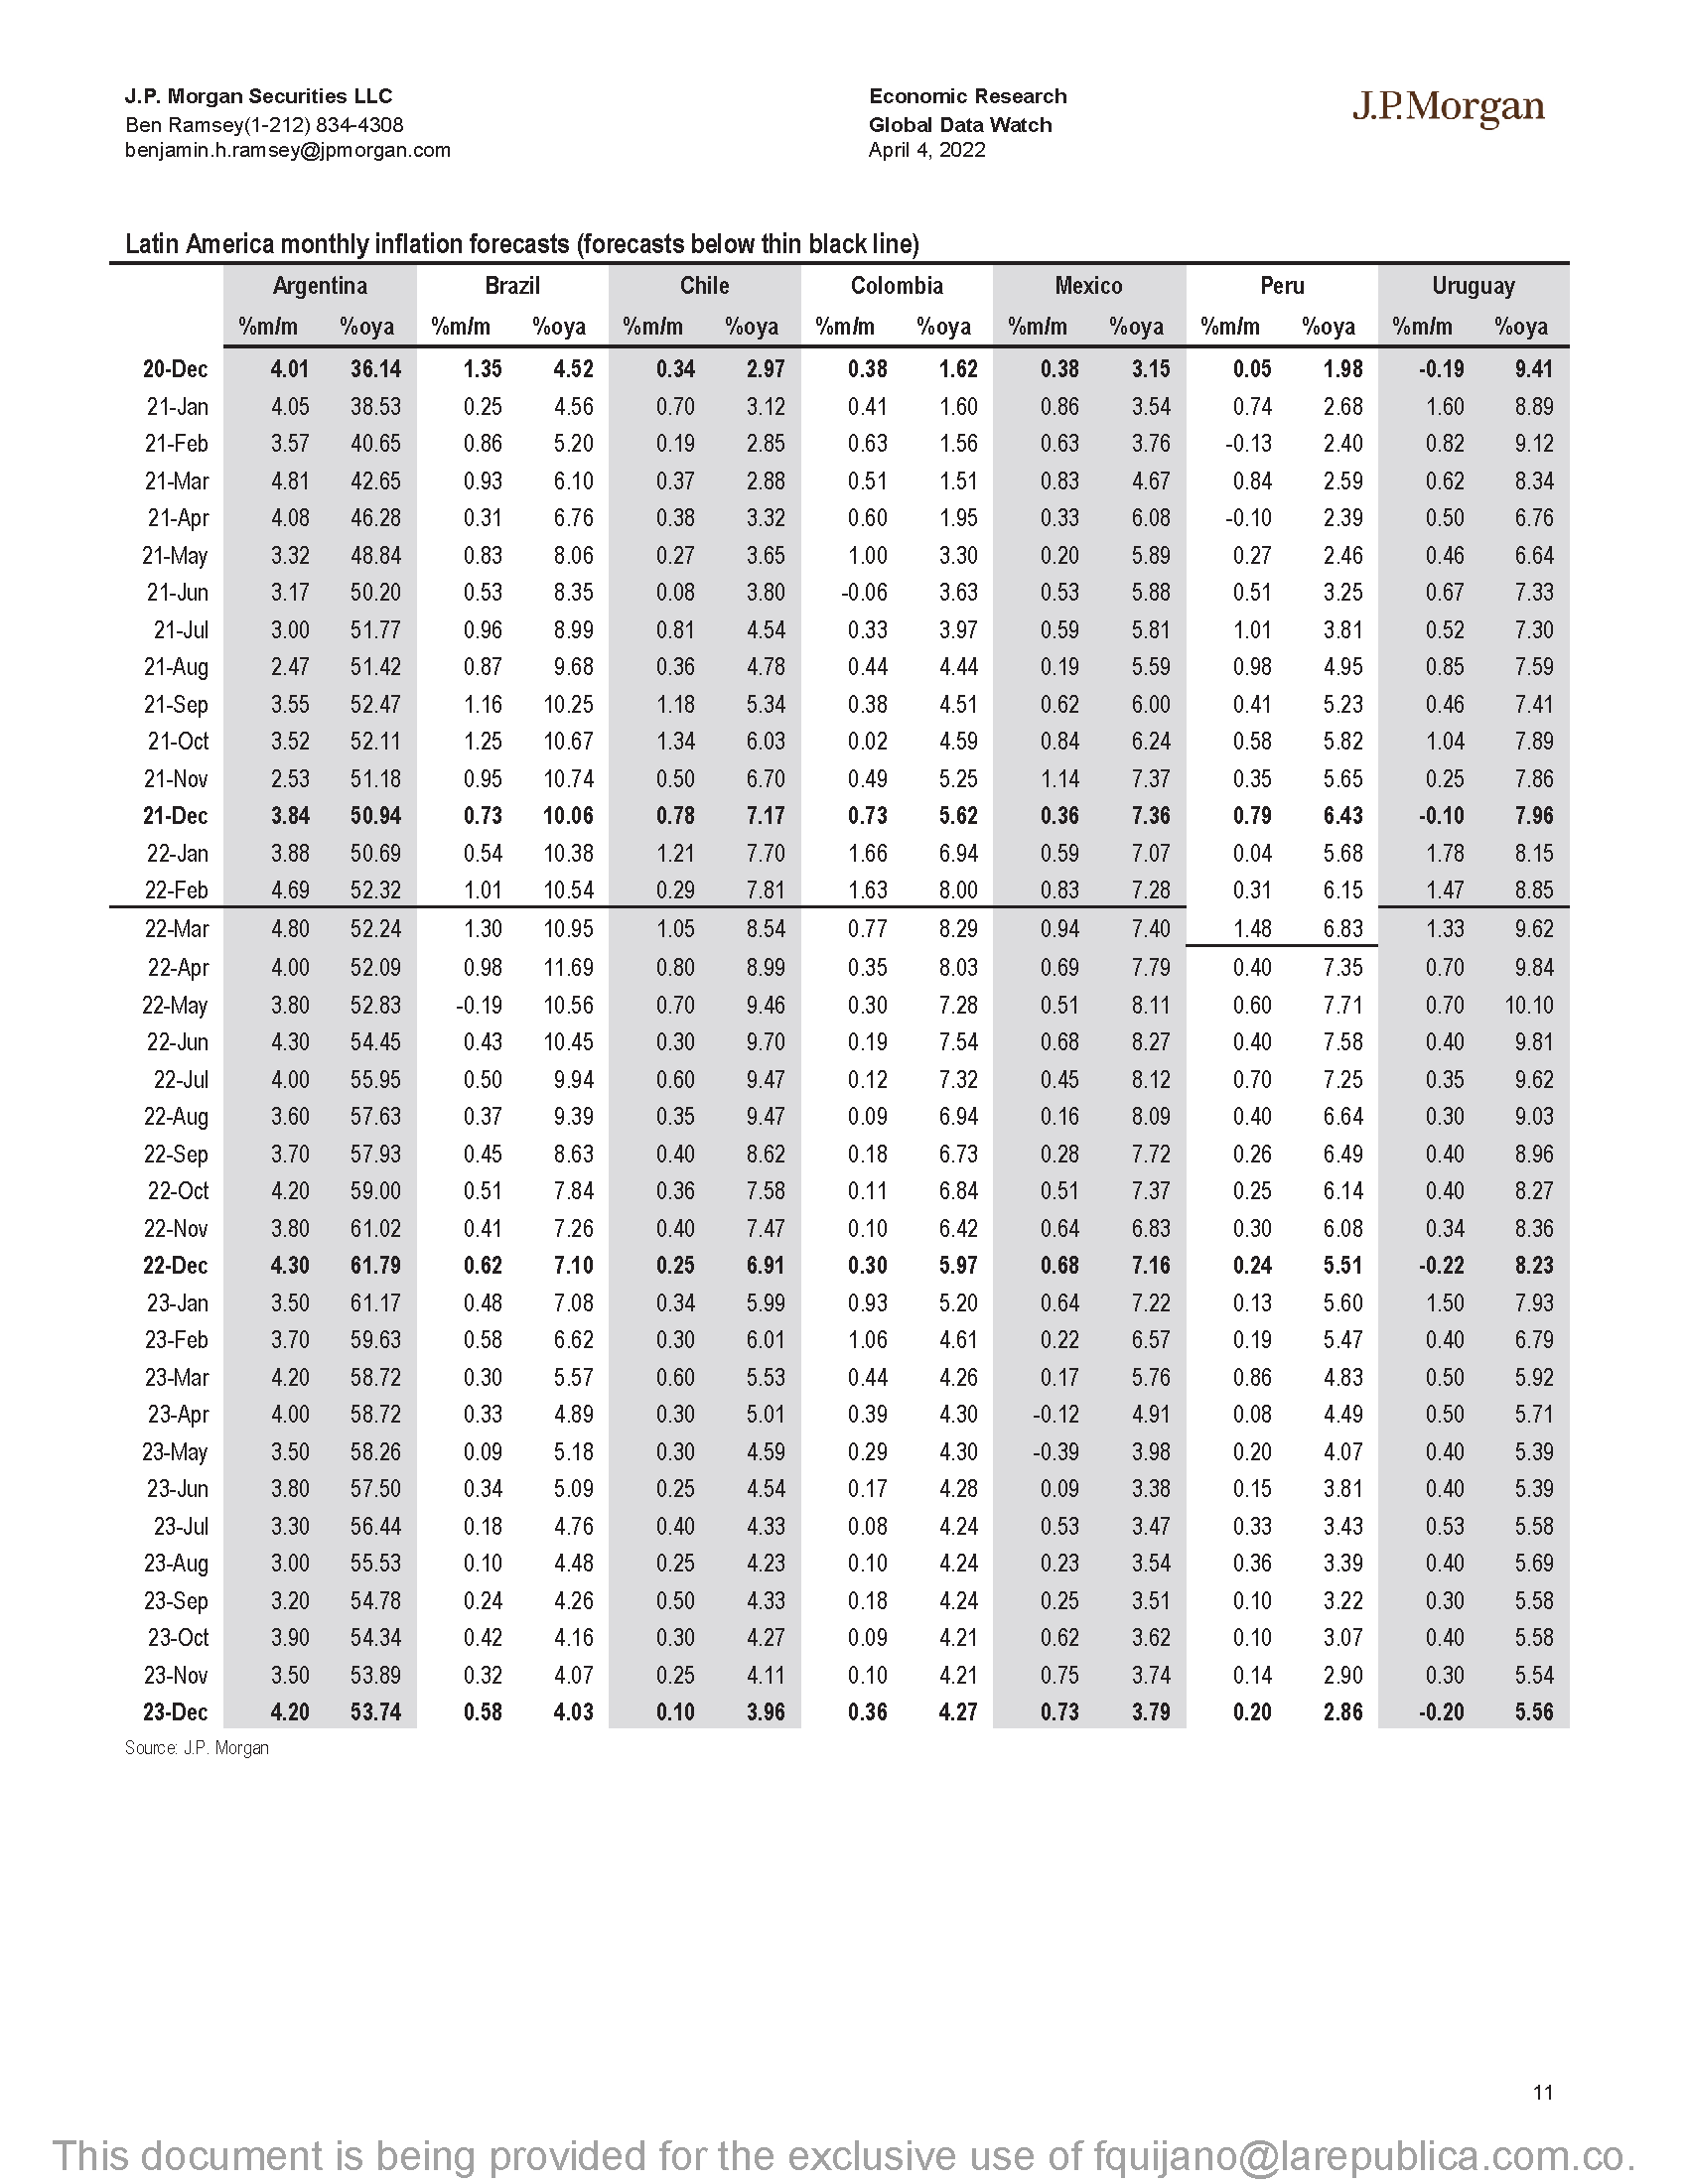 J.P. Morgan Securities LLC
Ben Ramsey(1-212) 834-4308
benjamin.h.ramsey@jpmorgan.com
Economic Research
Global Data Watch
April 4, 2022
J.P.Morgan
Latin America monthly inflation forecasts (forecasts below thin black line)
Argentina Brazil Chile Colombia Mexico Peru Uruguay
%m/m %oya %m/m %oya %m/m %oya %m/m %oya %m/m %oya %m/m %oya %m/m %oya
20-Dec 4.01 36.14 1.35 4.52 0.34 2.97 0.38 1.62 0.38 3.15 0.05 1.98 -0.19 9.41
21-Jan 4.05 38.53 0.25 4.56 0.70 3.12 0.41 1.60 0.86 3.54 0.74 2.68 1.60 8.89
21-Feb 3.57 40.65 0.86 5.20 0.19 2.85 0.63 1.56 0.63 3.76 -0.13 2.40 0.82 9.12
21-Mar 4.81 42.65 0.93 6.10 0.37 2.88 0.51 1.51 0.83 4.67 0.84 2.59 0.62 8.34
21-Apr 4.08 46.28 0.31 6.76 0.38 3.32 0.60 1.95 0.33 6.08 -0.10 2.39 0.50 6.76
21-May 3.32 48.84 0.83 8.06 0.27 3.65 1.00 3.30 0.20 5.89 0.27 2.46 0.46 6.64
21-Jun 3.17 50.20 0.53 8.35 0.08 3.80 -0.06 3.63 0.53 5.88 0.51 3.25 0.67 7.33
21-Jul 3.00 51.77 0.96 8.99 0.81 4.54 0.33 3.97 0.59 5.81 1.01 3.81 0.52 7.30
21-Aug 2.47 51.42 0.87 9.68 0.36 4.78 0.44 4.44 0.19 5.59 0.98 4.95 0.85 7.59
21-Sep 3.55 52.47 1.16 10.25 1.18 5.34 0.38 4.51 0.62 6.00 0.41 5.23 0.46 7.41
21-Oct 3.52 52.11 1.25 10.67 1.34 6.03 0.02 4.59 0.84 6.24 0.58 5.82 1.04 7.89
21-Nov 2.53 51.18 0.95 10.74 0.50 6.70 0.49 5.25 1.14 7.37 0.35 5.65 0.25 7.86
21-Dec 3.84 50.94 0.73 10.06 0.78 7.17 0.73 5.62 0.36 7.36 0.79 6.43 -0.10 7.96
22-Jan 3.88 50.69 0.54 10.38 1.21 7.70 1.66 6.94 0.59 7.07 0.04 5.68 1.78 8.15
22-Feb 4.69 52.32 1.01 10.54 0.29 7.81 1.63 8.00 0.83 7.28 0.31 6.15 1.47 8.85
22-Mar 4.80 52.24 1.30 10.95 1.05 8.54 0.77 8.29 0.94 7.40 1.48 6.83 1.33 9.62
22-Apr 4.00 52.09 0.98 11.69 0.80 8.99 0.35 8.03 0.69 7.79 0.40 7.35 0.70 9.84
22-May 3.80 52.83 -0.19 10.56 0.70 9.46 0.30 7.28 0.51 8.11 0.60 7.71 0.70 10.10
22-Jun 4.30 54.45 0.43 10.45 0.30 9.70 0.19 7.54 0.68 8.27 0.40 7.58 0.40 9.81
22-Jul 4.00 55.95 0.50 9.94 0.60 9.47 0.12 7.32 0.45 8.12 0.70 7.25 0.35 9.62
22-Aug 3.60 57.63 0.37 9.39 0.35 9.47 0.09 6.94 0.16 8.09 0.40 6.64 0.30 9.03
22-Sep 3.70 57.93 0.45 8.63 0.40 8.62 0.18 6.73 0.28 7.72 0.26 6.49 0.40 8.96
22-Oct 4.20 59.00 0.51 7.84 0.36 7.58 0.11 6.84 0.51 7.37 0.25 6.14 0.40 8.27
22-Nov 3.80 61.02 0.41 7.26 0.40 7.47 0.10 6.42 0.64 6.83 0.30 6.08 0.34 8.36
22-Dec 4.30 61.79 0.62 7.10 0.25 6.91 0.30 5.97 0.68 7.16 0.24 5.51 -0.22 8.23
23-Jan 3.50 61.17 0.48 7.08 0.34 5.99 0.93 5.20 0.64 7.22 0.13 5.60 1.50 7.93
23-Feb 3.70 59.63 0.58 6.62 0.30 6.01 1.06 4.61 0.22 6.57 0.19 5.47 0.40 6.79
23-Mar 4.20 58.72 0.30 5.57 0.60 5.53 0.44 4.26 0.17 5.76 0.86 4.83 0.50 5.92
23-Apr 4.00 58.72 0.33 4.89 0.30 5.01 0.39 4.30 -0.12 4.91 0.08 4.49 0.50 5.71
23-May 3.50 58.26 0.09 5.18 0.30 4.59 0.29 4.30 -0.39 3.98 0.20 4.07 0.40 5.39
23-Jun 3.80 57.50 0.34 5.09 0.25 4.54 0.17 4.28 0.09 3.38 0.15 3.81 0.40 5.39
23-Jul 3.30 56.44 0.18 4.76 0.40 4.33 0.08 4.24 0.53 3.47 0.33 3.43 0.53 5.58
23-Aug 3.00 55.53 0.10 4.48 0.25 4.23 0.10 4.24 0.23 3.54 0.36 3.39 0.40 5.69
23-Sep 3.20 54.78 0.24 4.26 0.50 4.33 0.18 4.24 0.25 3.51 0.10 3.22 0.30 5.58
23-Oct 3.90 54.34 0.42 4.16 0.30 4.27 0.09 4.21 0.62 3.62 0.10 3.07 0.40 5.58
23-Nov 3.50 53.89 0.32 4.07 0.25 4.11 0.10 4.21 0.75 3.74 0.14 2.90 0.30 5.54
23-Dec 4.20 53.74 0.58 4.03 0.10 3.96 0.36 4.27 0.73 3.79 0.20 2.86 -0.20 5.56
Source: J.P. Morgan
11
This document is being provided for the exclusive use of fquijano@larepublica.com.co.